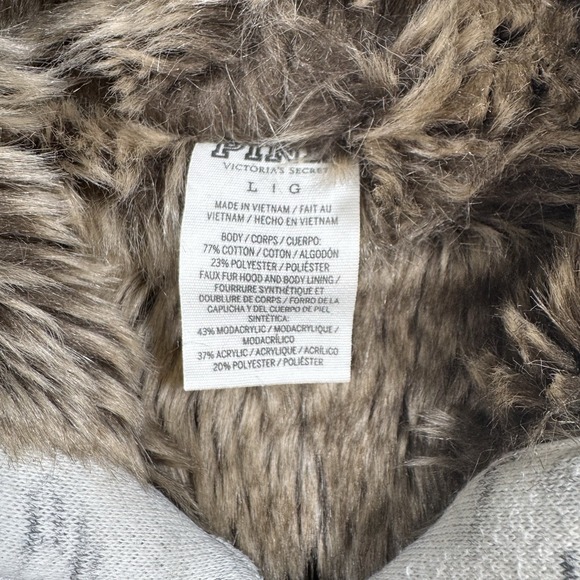 PINK
VICTORIA'S SECRET
L | G
MADE IN VIETNAM / FAIT AU
VIETNAM / HECHO EN VIETNAM
BODY / CORPS / CUERPO:
77% COTTON / COTON / ALGODÓN
23% POLYESTER / POLIÉSTER
FAUX FUR HOOD AND BODY LINING /
FOURRURE SYNTHÉTIQUE ET
DOUBLURE DE CORPS / FORRO DE LA
CAPUCHA Y DEL CUERPO DE PIEL
SINTÉTICA:
43% MODACRYLIC / MODACRYLIQUE /
MODACRÍLICO
37% ACRYLIC / ACRYLIQUE / ACRÍLICO
20% POLYESTER / POLIÉSTER